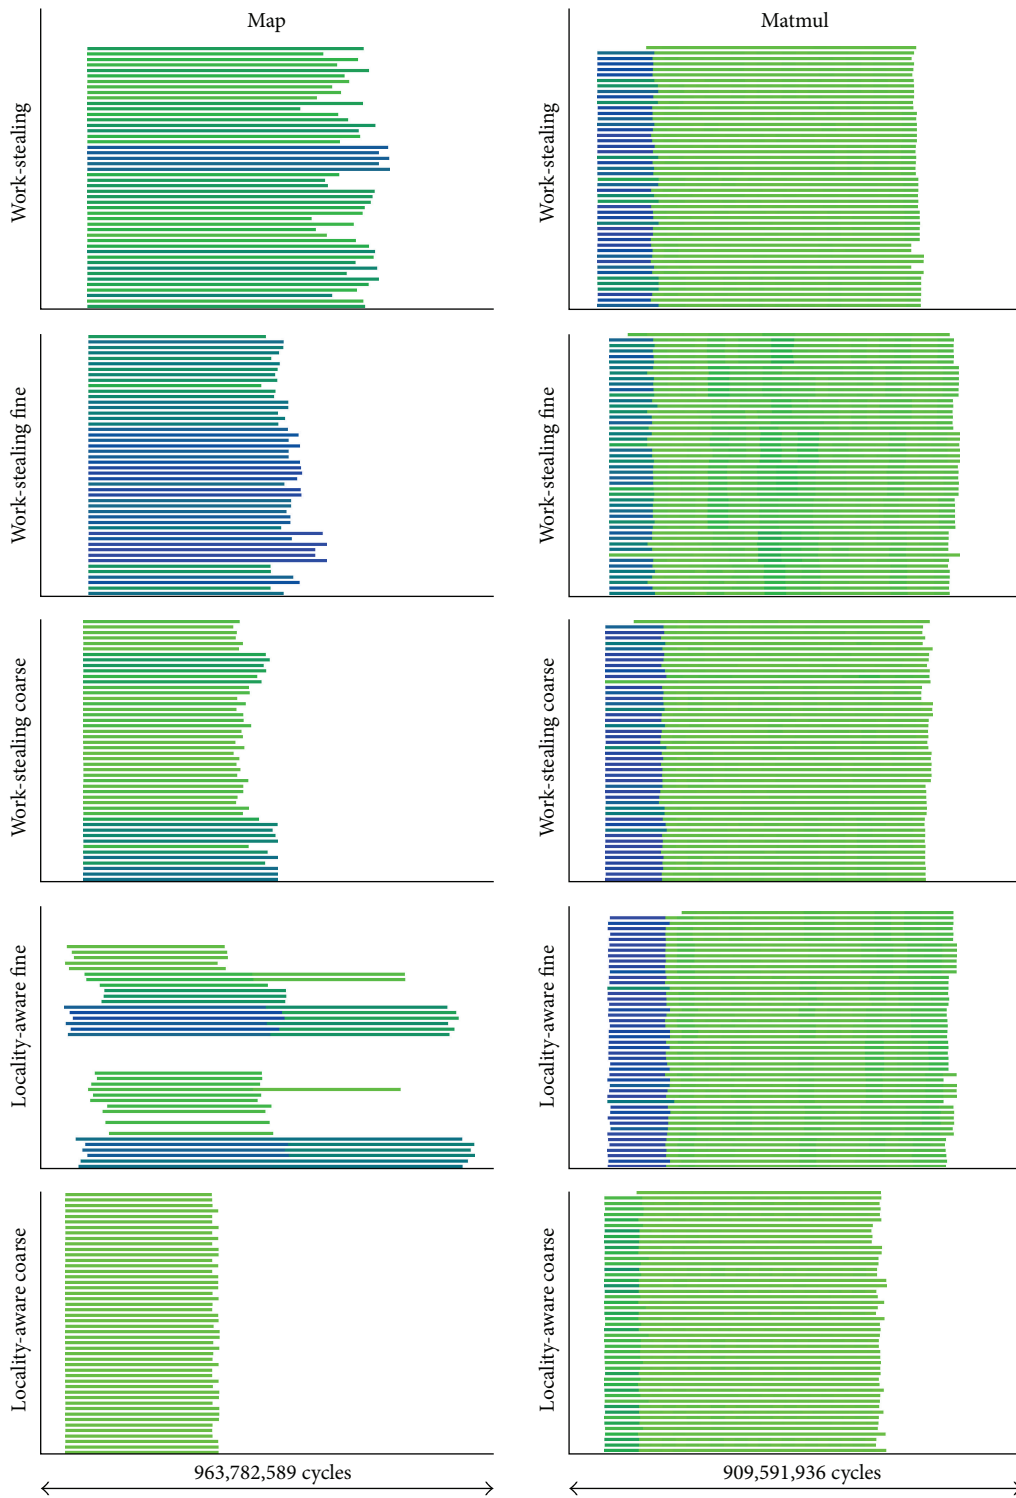 Map
Matmul
Work-stealing
Work-stealing
Work-stealing fine
Work-stealing fine
Work-stealing coarse
Work-stealing coarse
Locality-aware fine
Locality-aware fine
Locality-aware coarse
Locality-aware coarse
963,782,589 cycles
909,591,936 cycles